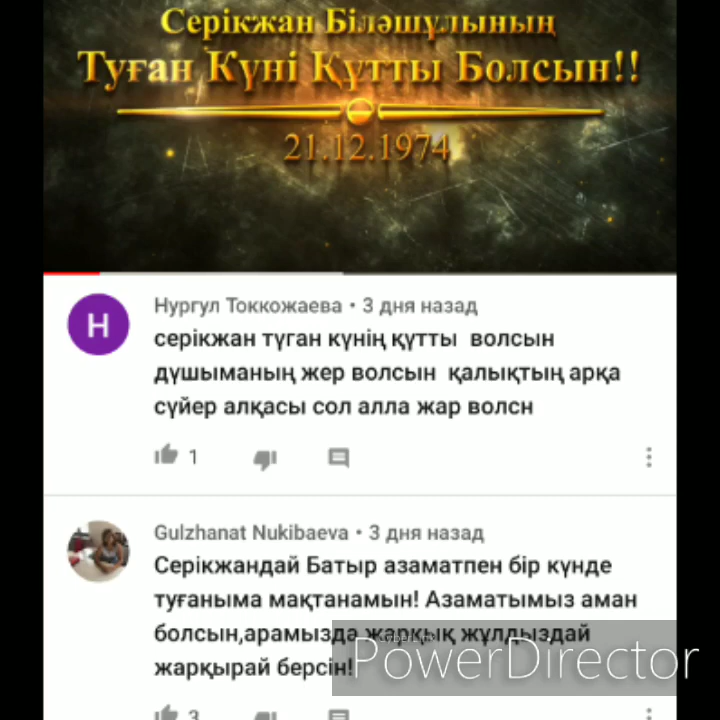 Серікжан Біләшұлының
Туған Күні Құтты Болсын!!
21.12.1974
Н
Нургул Токкожаева • 3 дня назад
серікжан түган күнің құтты волсын
дүшыманың жер волсын қалықтың арқа
сүйер алқасы сол алла жар волсн
1
Gulzhanat Nukibaeva • 3 дня назад
Серікжандай Батыр азаматпен бір күнде
туғаныма мақтанамын! Азаматымыз аман
болсын,арамызда жарқық жұлдыздай
жарқырай берсін!
PowerDirector
3